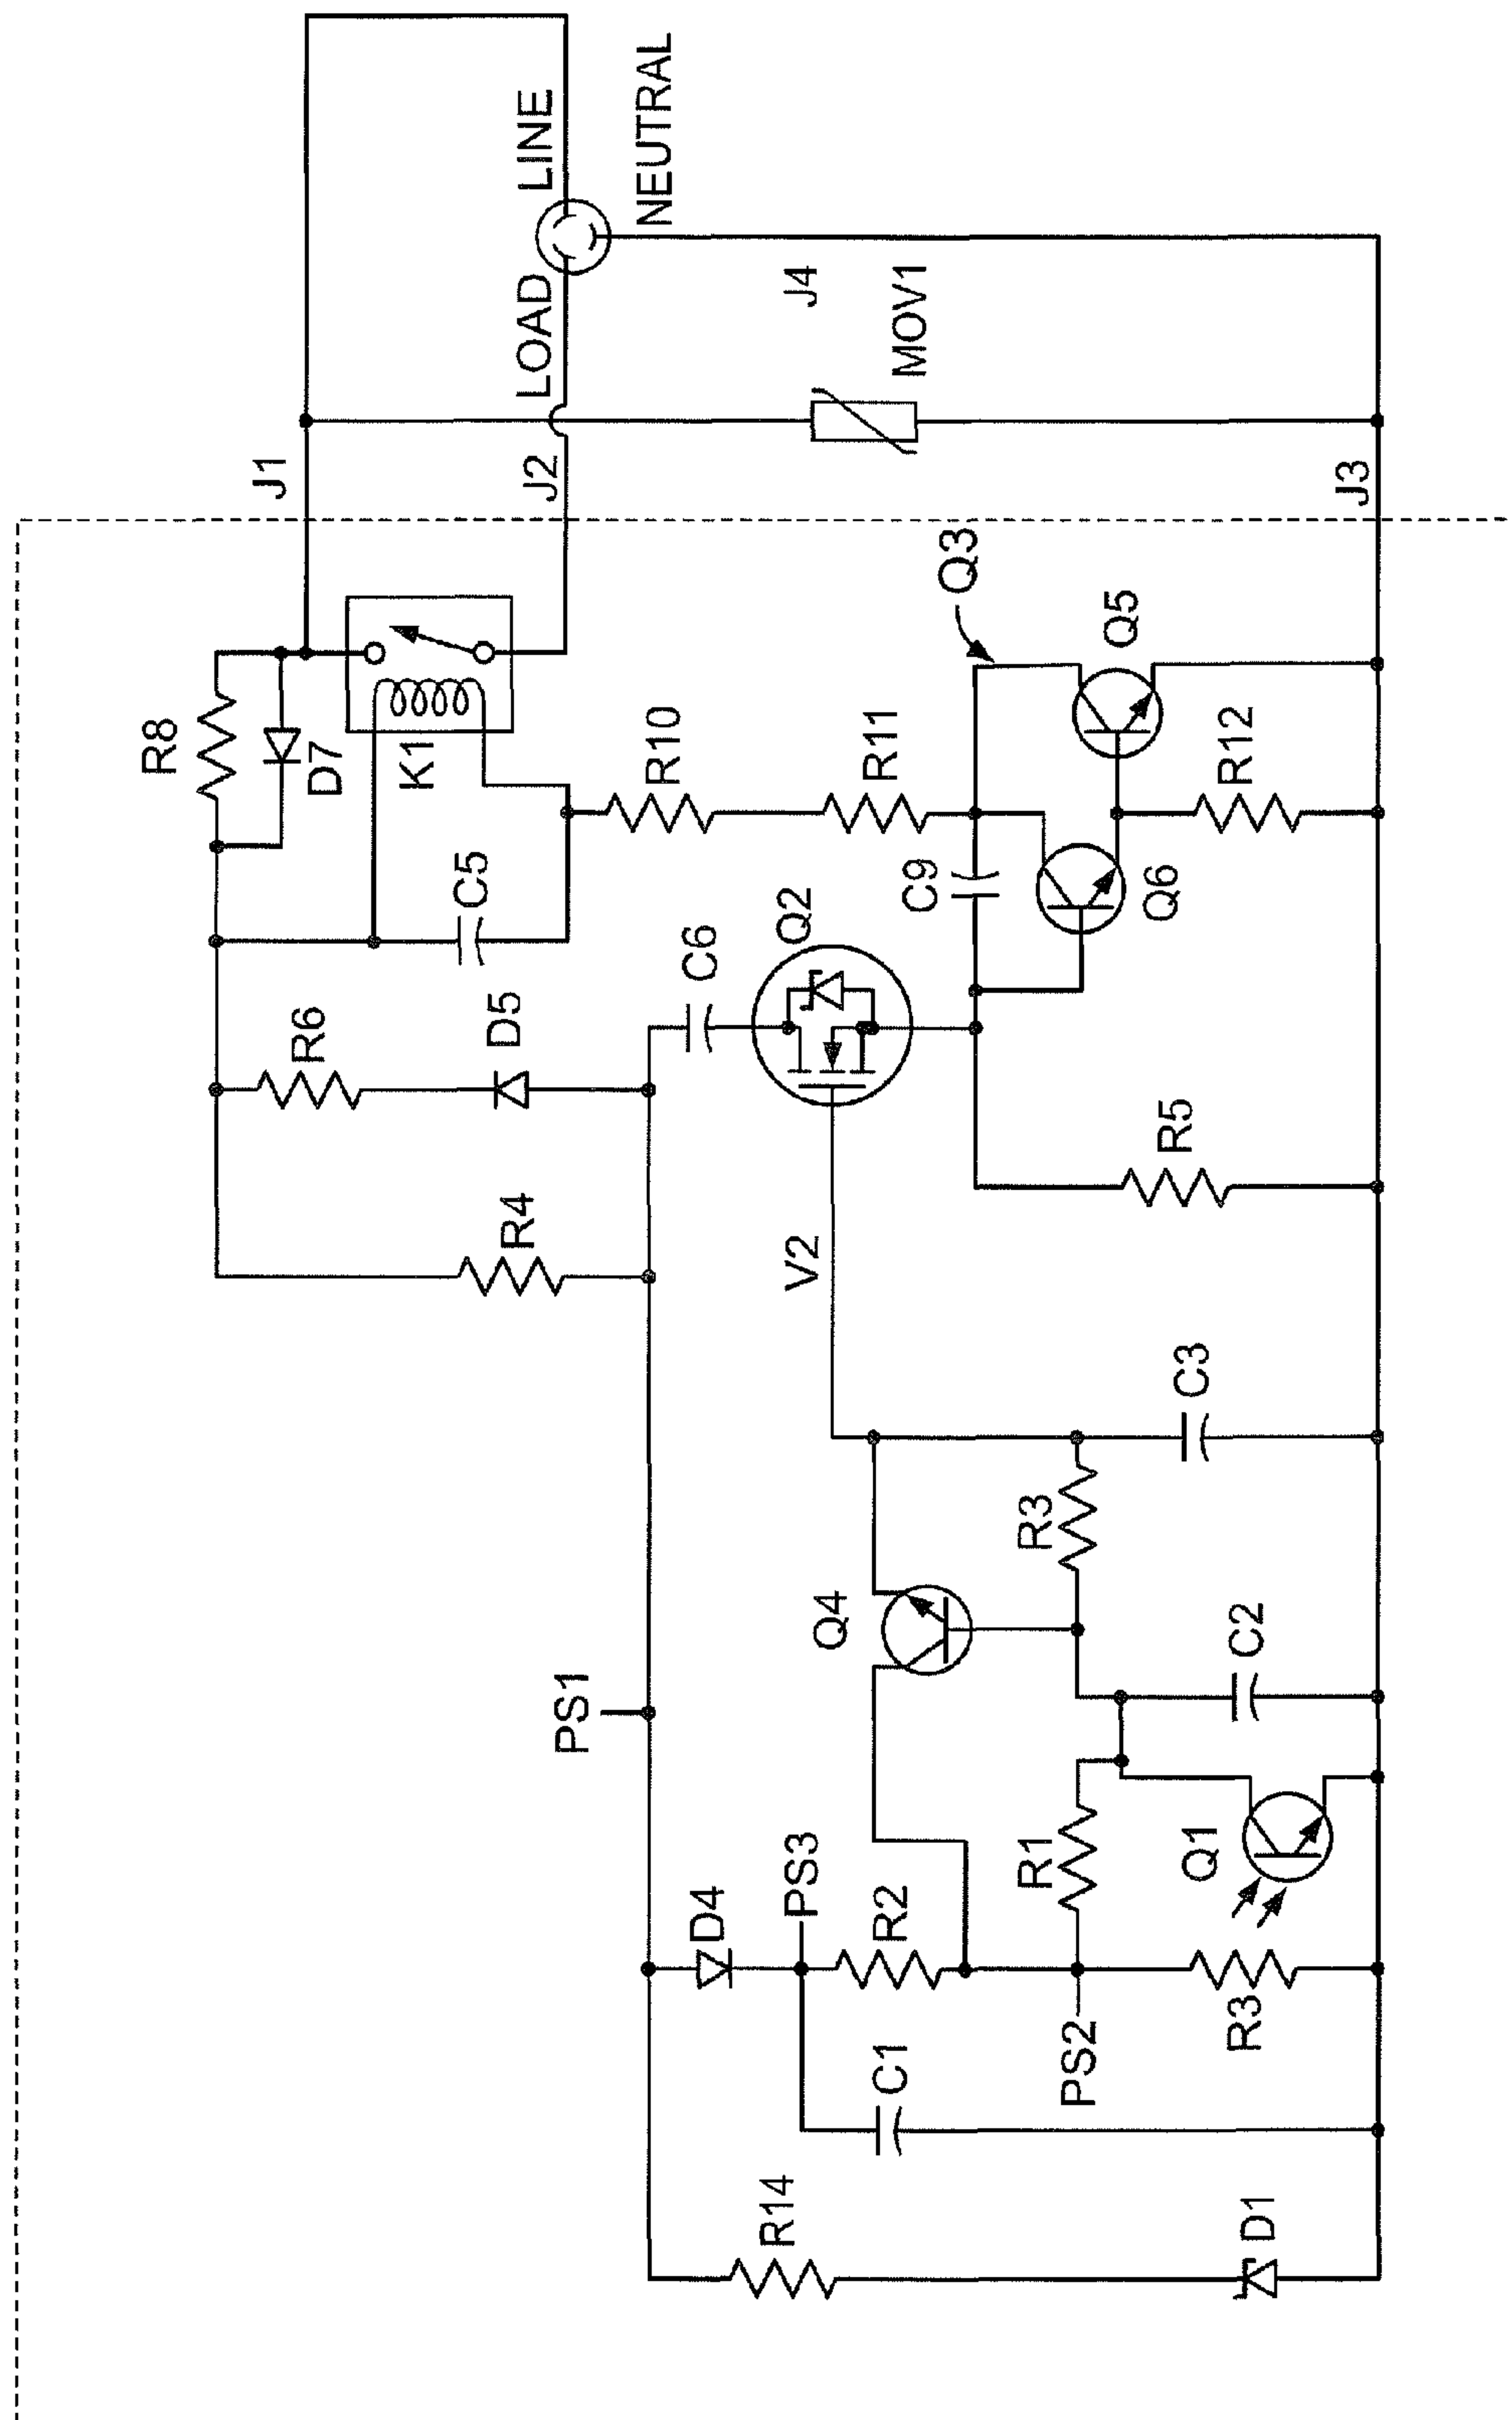 R8
D7
K1
J1
LINE
LOAD
NEUTRAL
J2
C5
R6
D5
R4
R10
R11
C6
Q2
C9
Q3
Q5
Q6
R12
R5
J4
MOV1
J3
V2
PS1
D4
PS3
R2
Q4
R3
C3
R1
C2
Q1
C1
PS2
R3
R14
D1